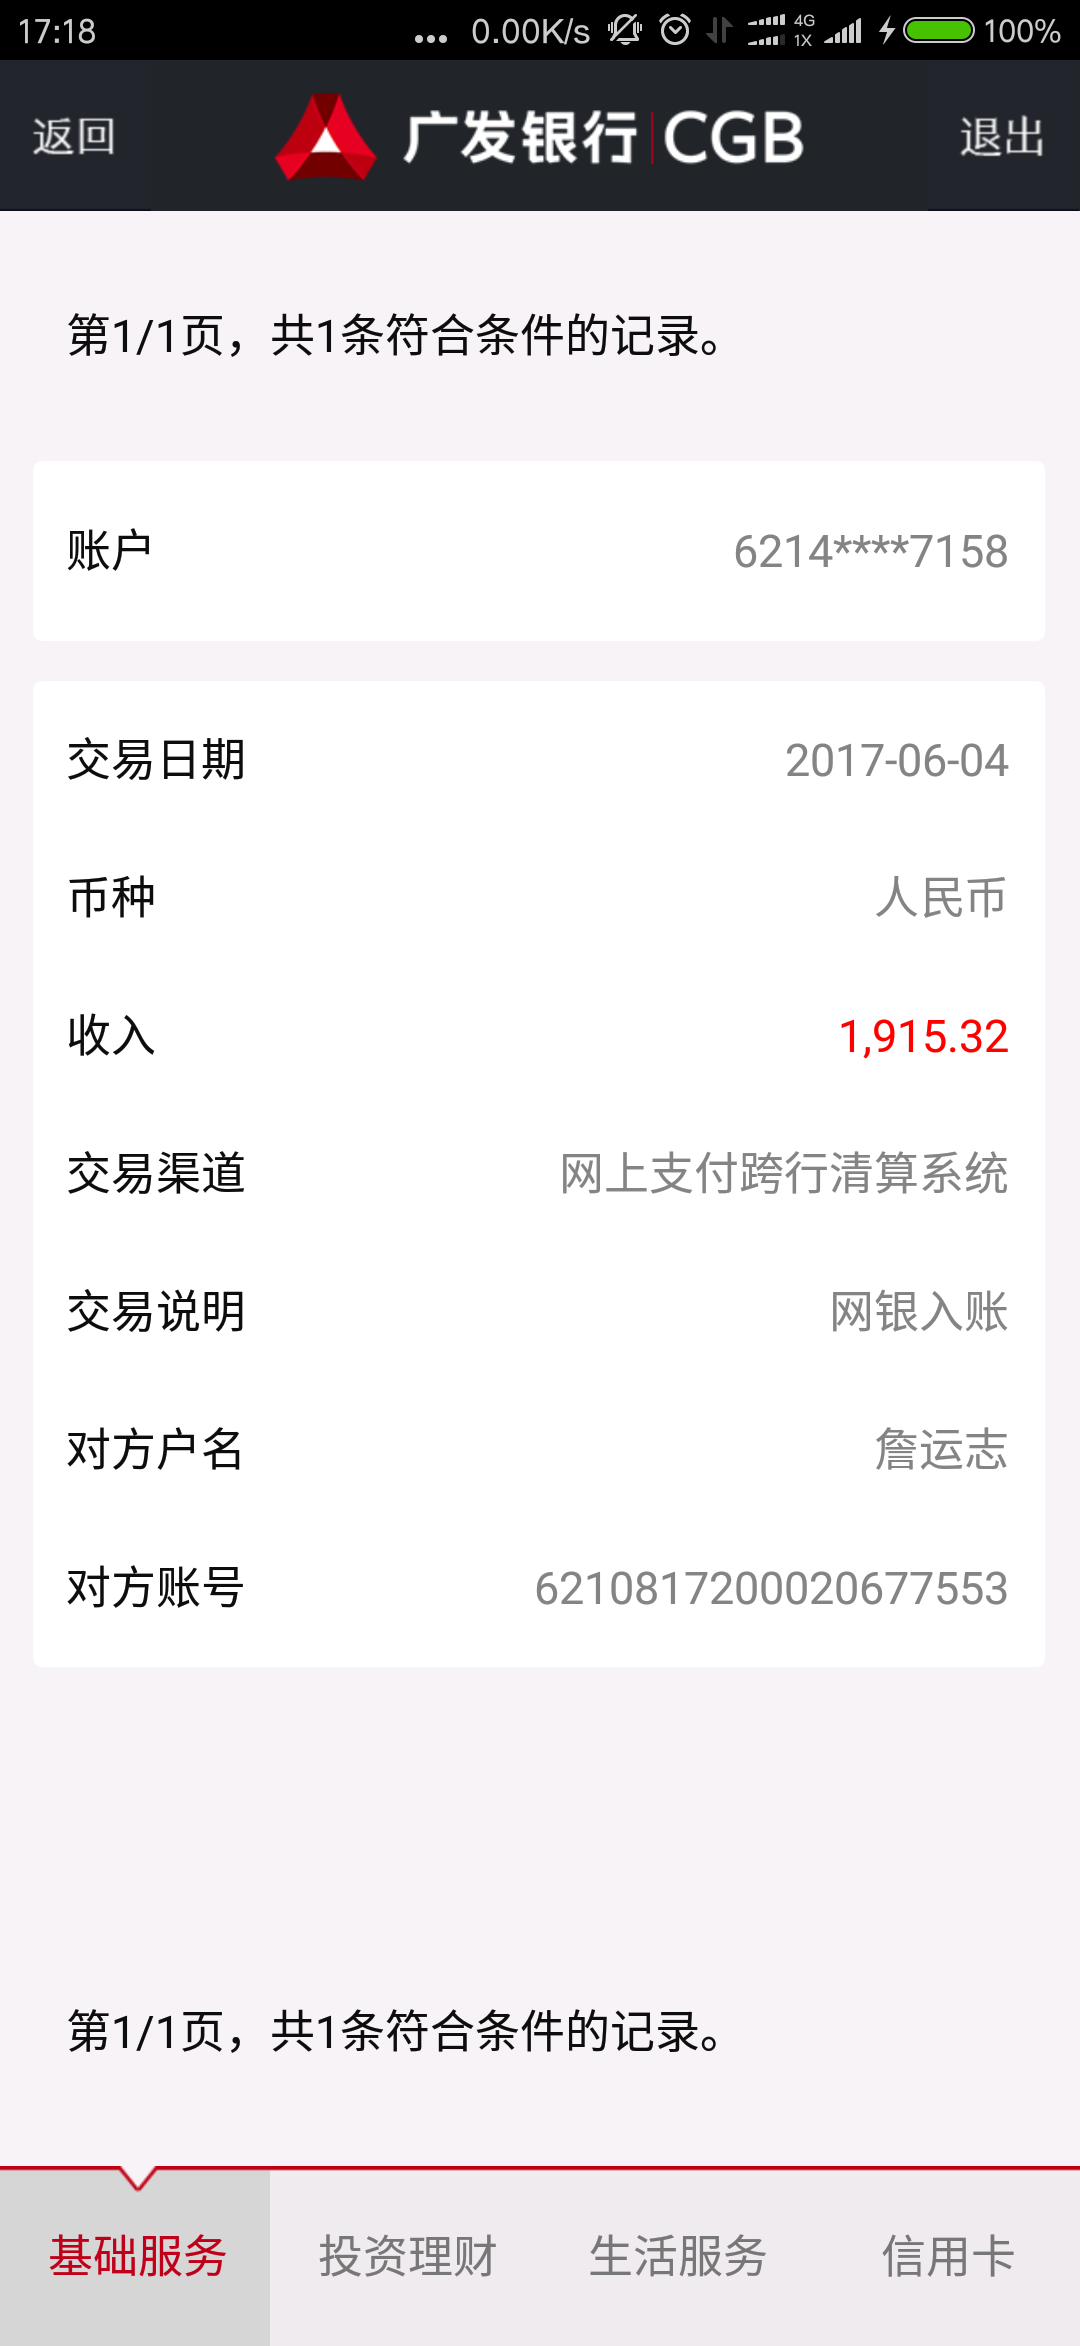 17:18 ... 0.00K/s 4G 1X 100%
返回 广发银行 CGB 退出
第1/1页，共1条符合条件的记录。
账户 6214****7158
交易日期 2017-06-04
币种 人民币
收入 1,915.32
交易渠道 网上支付跨行清算系统
交易说明 网银入账
对方户名 詹运志
对方账号 6210817200020677553
第1/1页，共1条符合条件的记录。
基础服务 投资理财 生活服务 信用卡